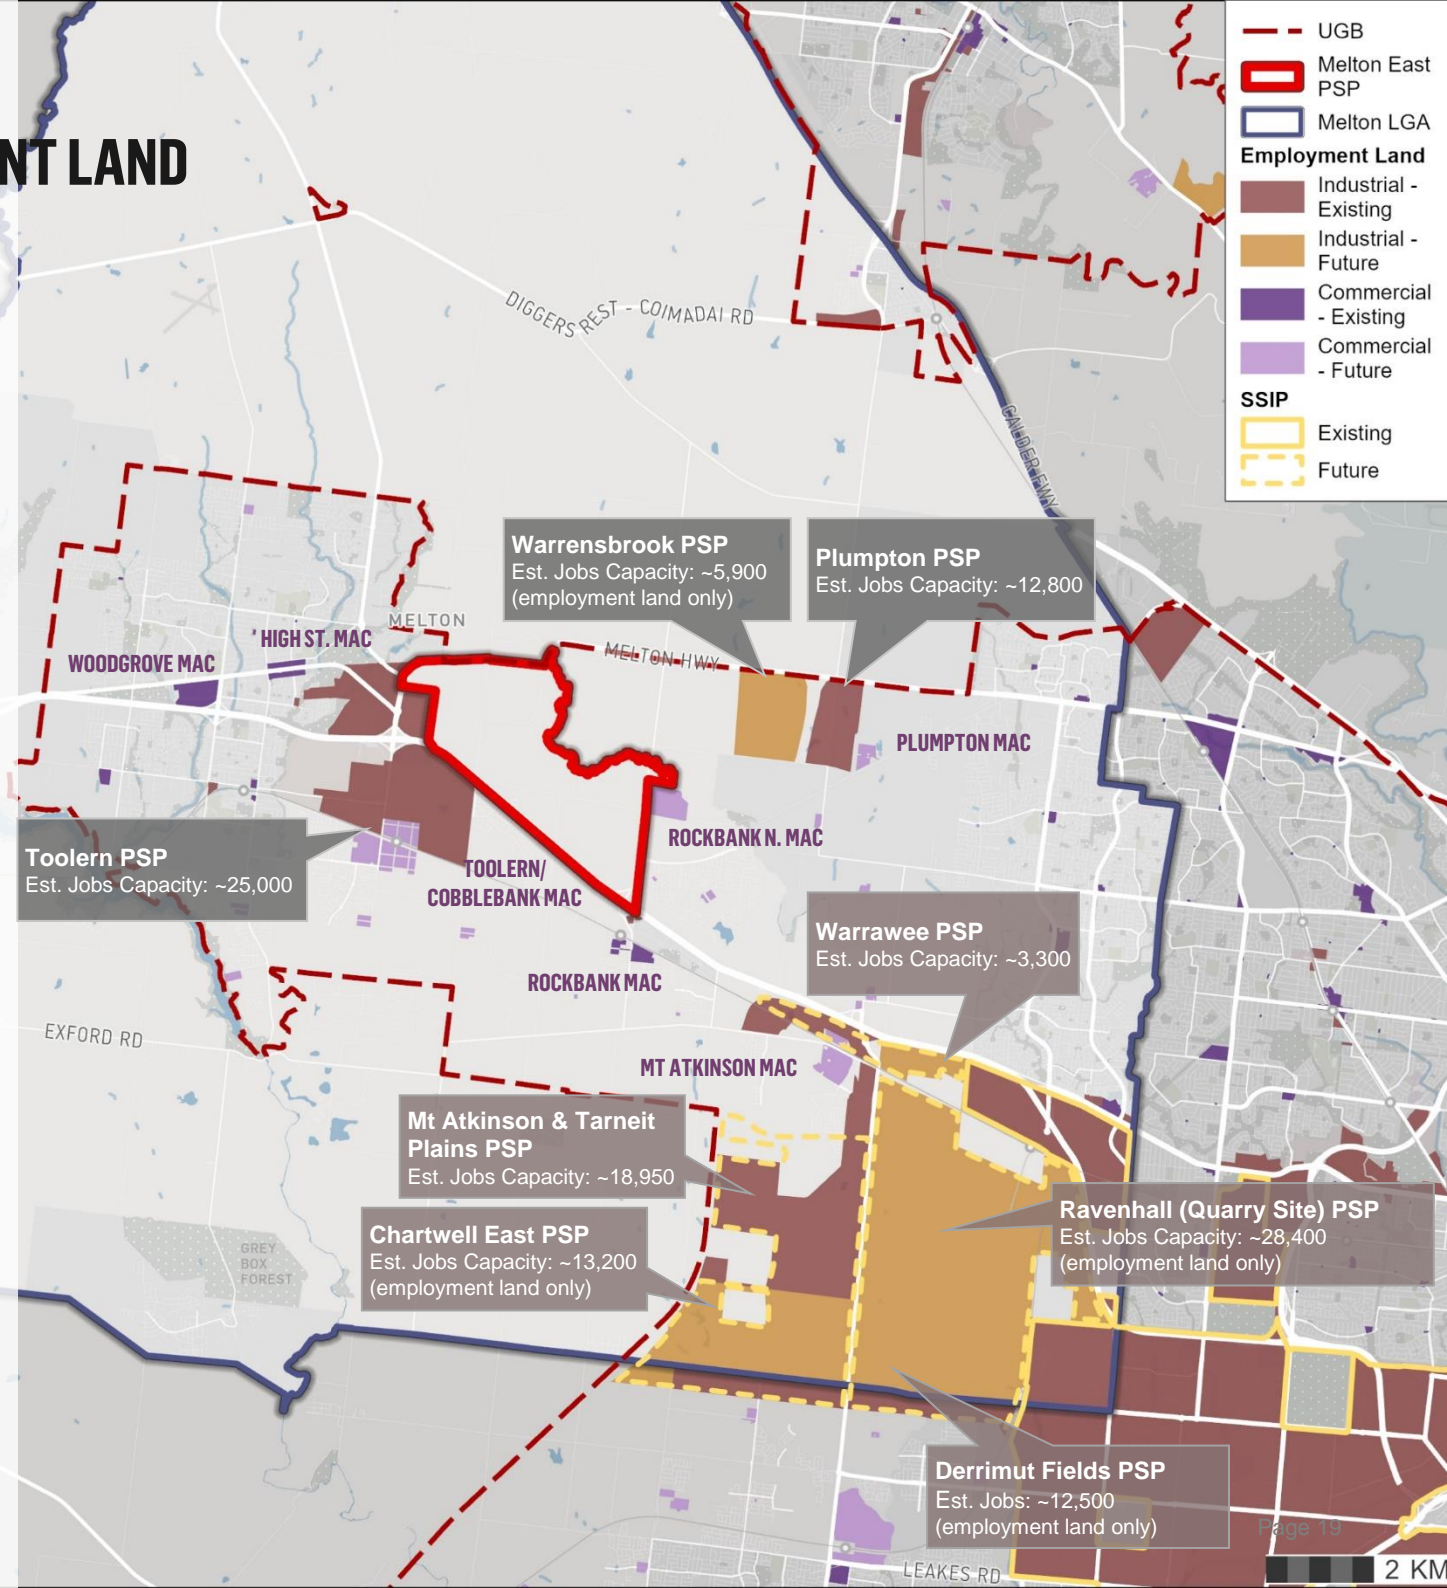 NT LAND
UGB
Melton East
PSP
Melton LGA
Employment Land
Industrial -
Existing
Industrial -
Future
Commercial
- Existing
Commercial
- Future
SSIP
Existing
Future
DIGGERS REST - COIMADAI RD
CALDER FWY
Warrensbrook PSP
Est. Jobs Capacity: ~5,900
(employment land only)
Plumpton PSP
Est. Jobs Capacity: ~12,800
MELTON
' HIGH ST. MAC
WOODGROVE MAC
MELTON HWY
PLUMPTON MAC
ROCKBANK N. MAC
Toolern PSP
Est. Jobs Capacity: ~25,000
TOOLERN/
COBBLEBANK MAC
Warrawee PSP
Est. Jobs Capacity: ~3,300
ROCKBANK MAC
EXFORD RD
MT ATKINSON MAC
Mt Atkinson & Tarneit
Plains PSP
Est. Jobs Capacity: ~18,950
Ravenhall (Quarry Site) PSP
Est. Jobs Capacity: ~28,400
(employment land only)
Chartwell East PSP
Est. Jobs Capacity: ~13,200
(employment land only)
GREY
BOX
FOREST
Derrimut Fields PSP
Est. Jobs: ~12,500
(employment land only)
Page 19
LEAKES RD
2 KM